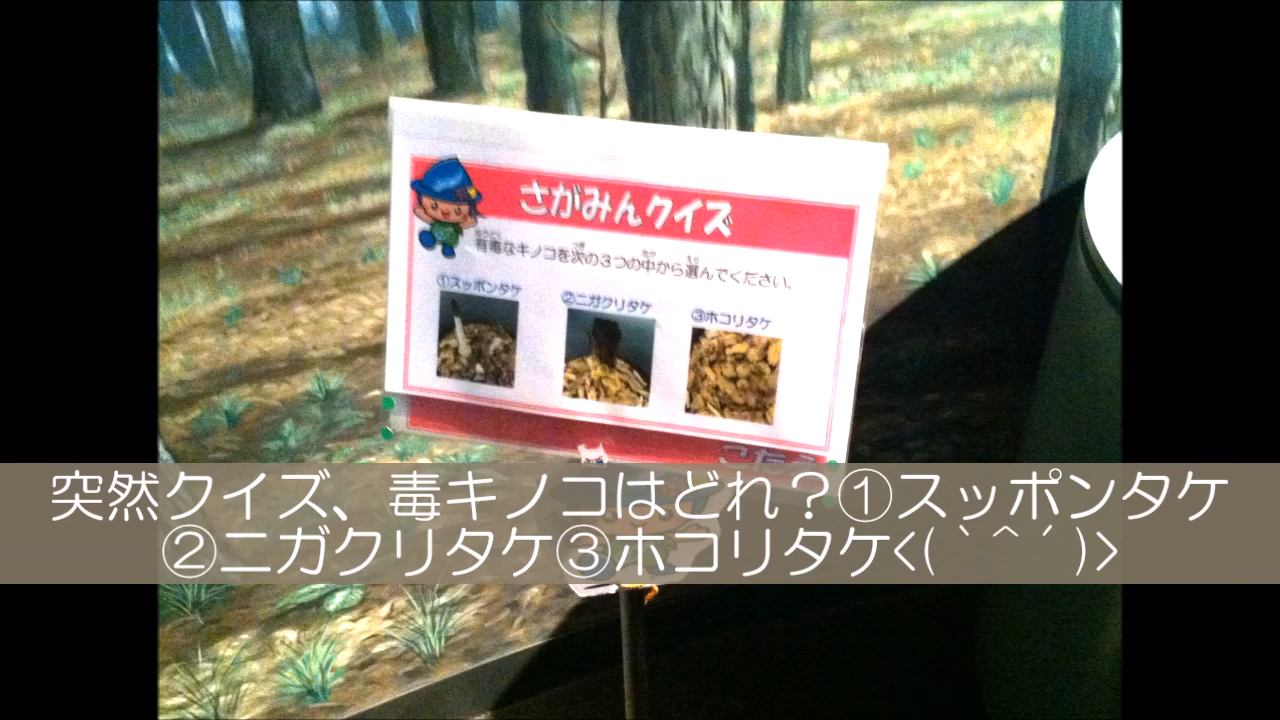 さがみんクイズ
有毒なキノコを次の3つの中から選んでください。
①スッポンタケ
②ニガクリタケ
③ホコリタケ
突然クイズ、毒キノコはどれ?①スッポンタケ
②ニガクリタケ③ホコリタケ<(｀^´)>